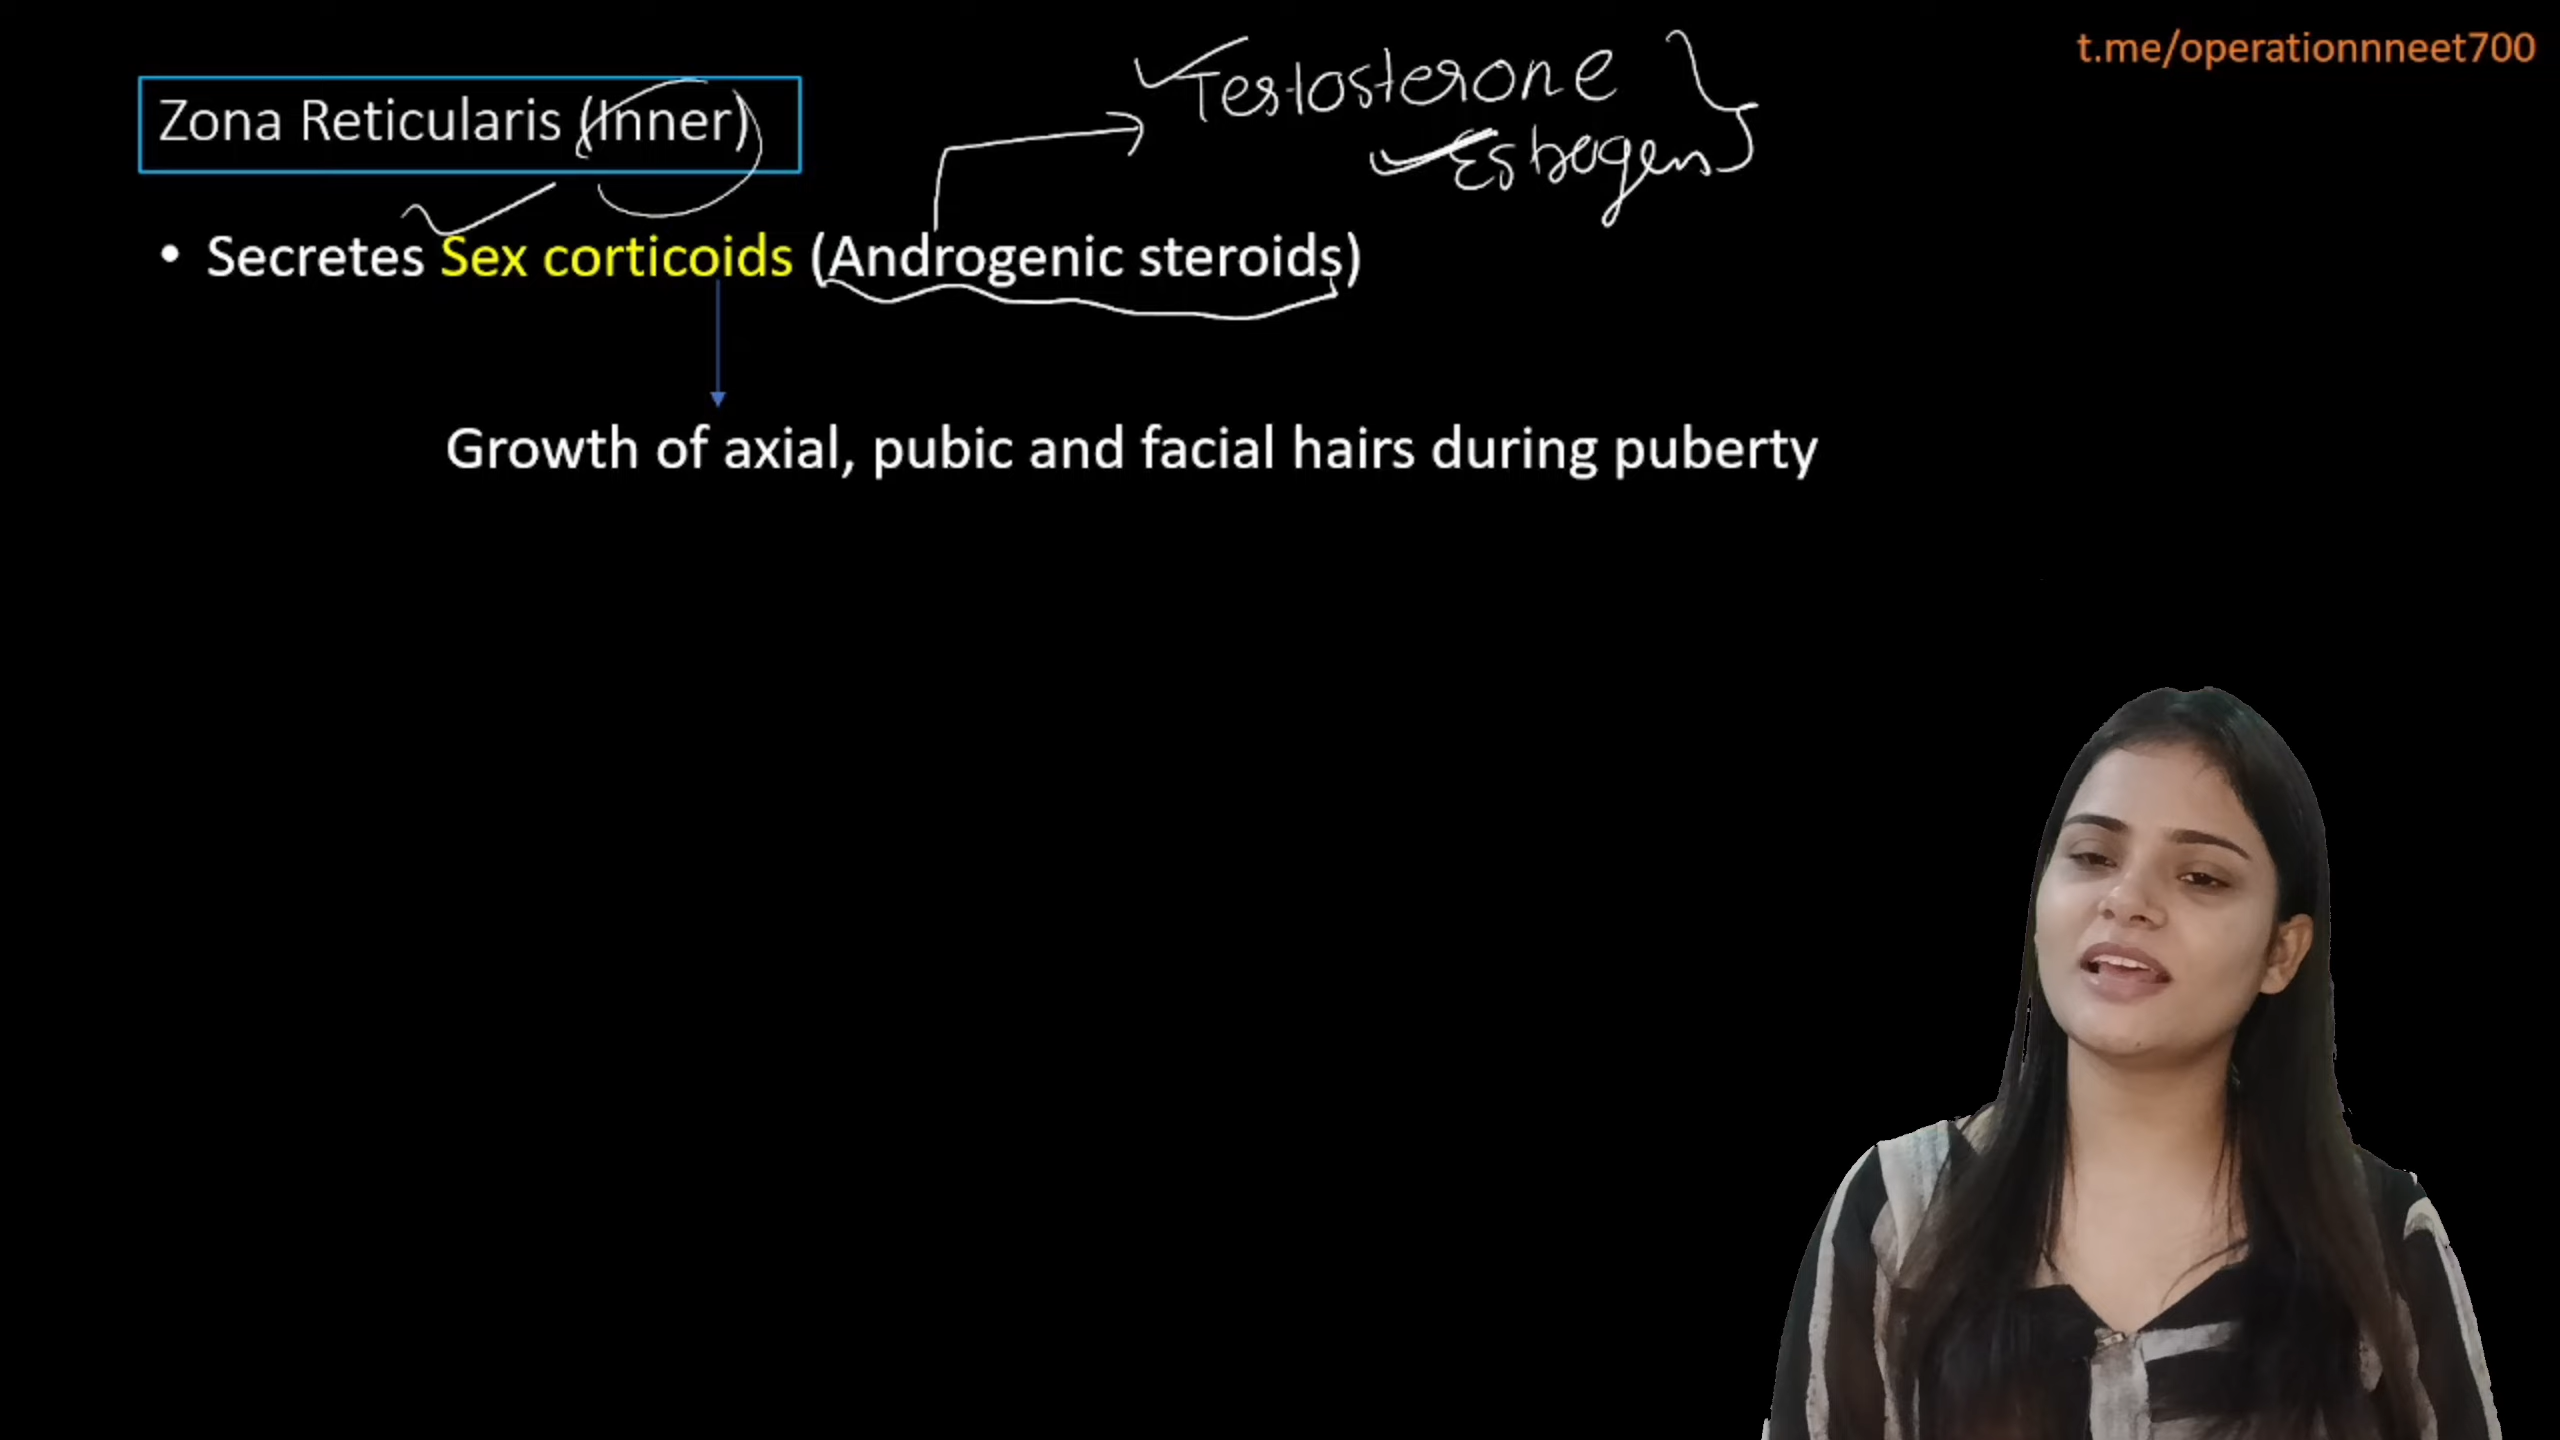 t.me/operationnneet700
Testosterone
Zona Reticularis (Inner)
Estrogen
• Secretes Sex corticoids (Androgenic steroids)
Growth of axial, pubic and facial hairs during puberty